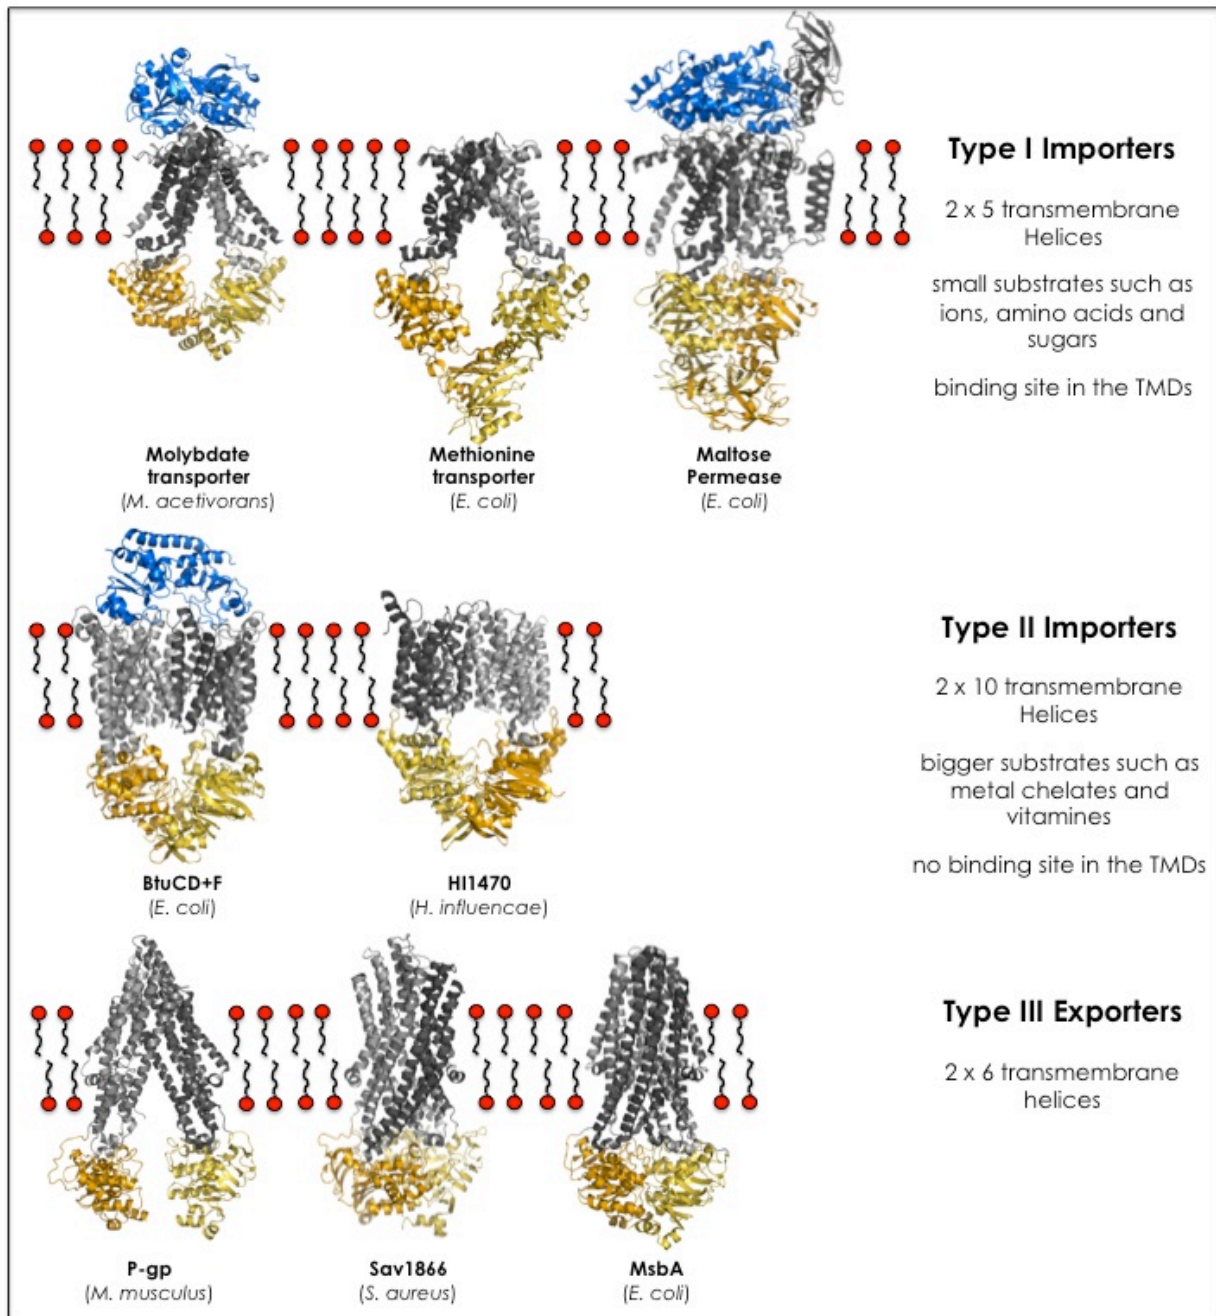 Type I Importers
2 x 5 transmembrane
Helices
small substrates such as
ions, amino acids and
sugars
binding site in the TMDs
Molybdate
transporter
(M. acetivorans)
Methionine
transporter
(E. coli)
Maltose
Permease
(E. coli)
Type II Importers
2 x 10 transmembrane
Helices
bigger substrates such as
metal chelates and
vitamines
no binding site in the TMDs
BtuCD+F
(E. coli)
HI1470
(H. influencae)
Type III Exporters
2 x 6 transmembrane
helices
P-gp
(M. musculus)
Sav1866
(S. aureus)
MsbA
(E. coli)